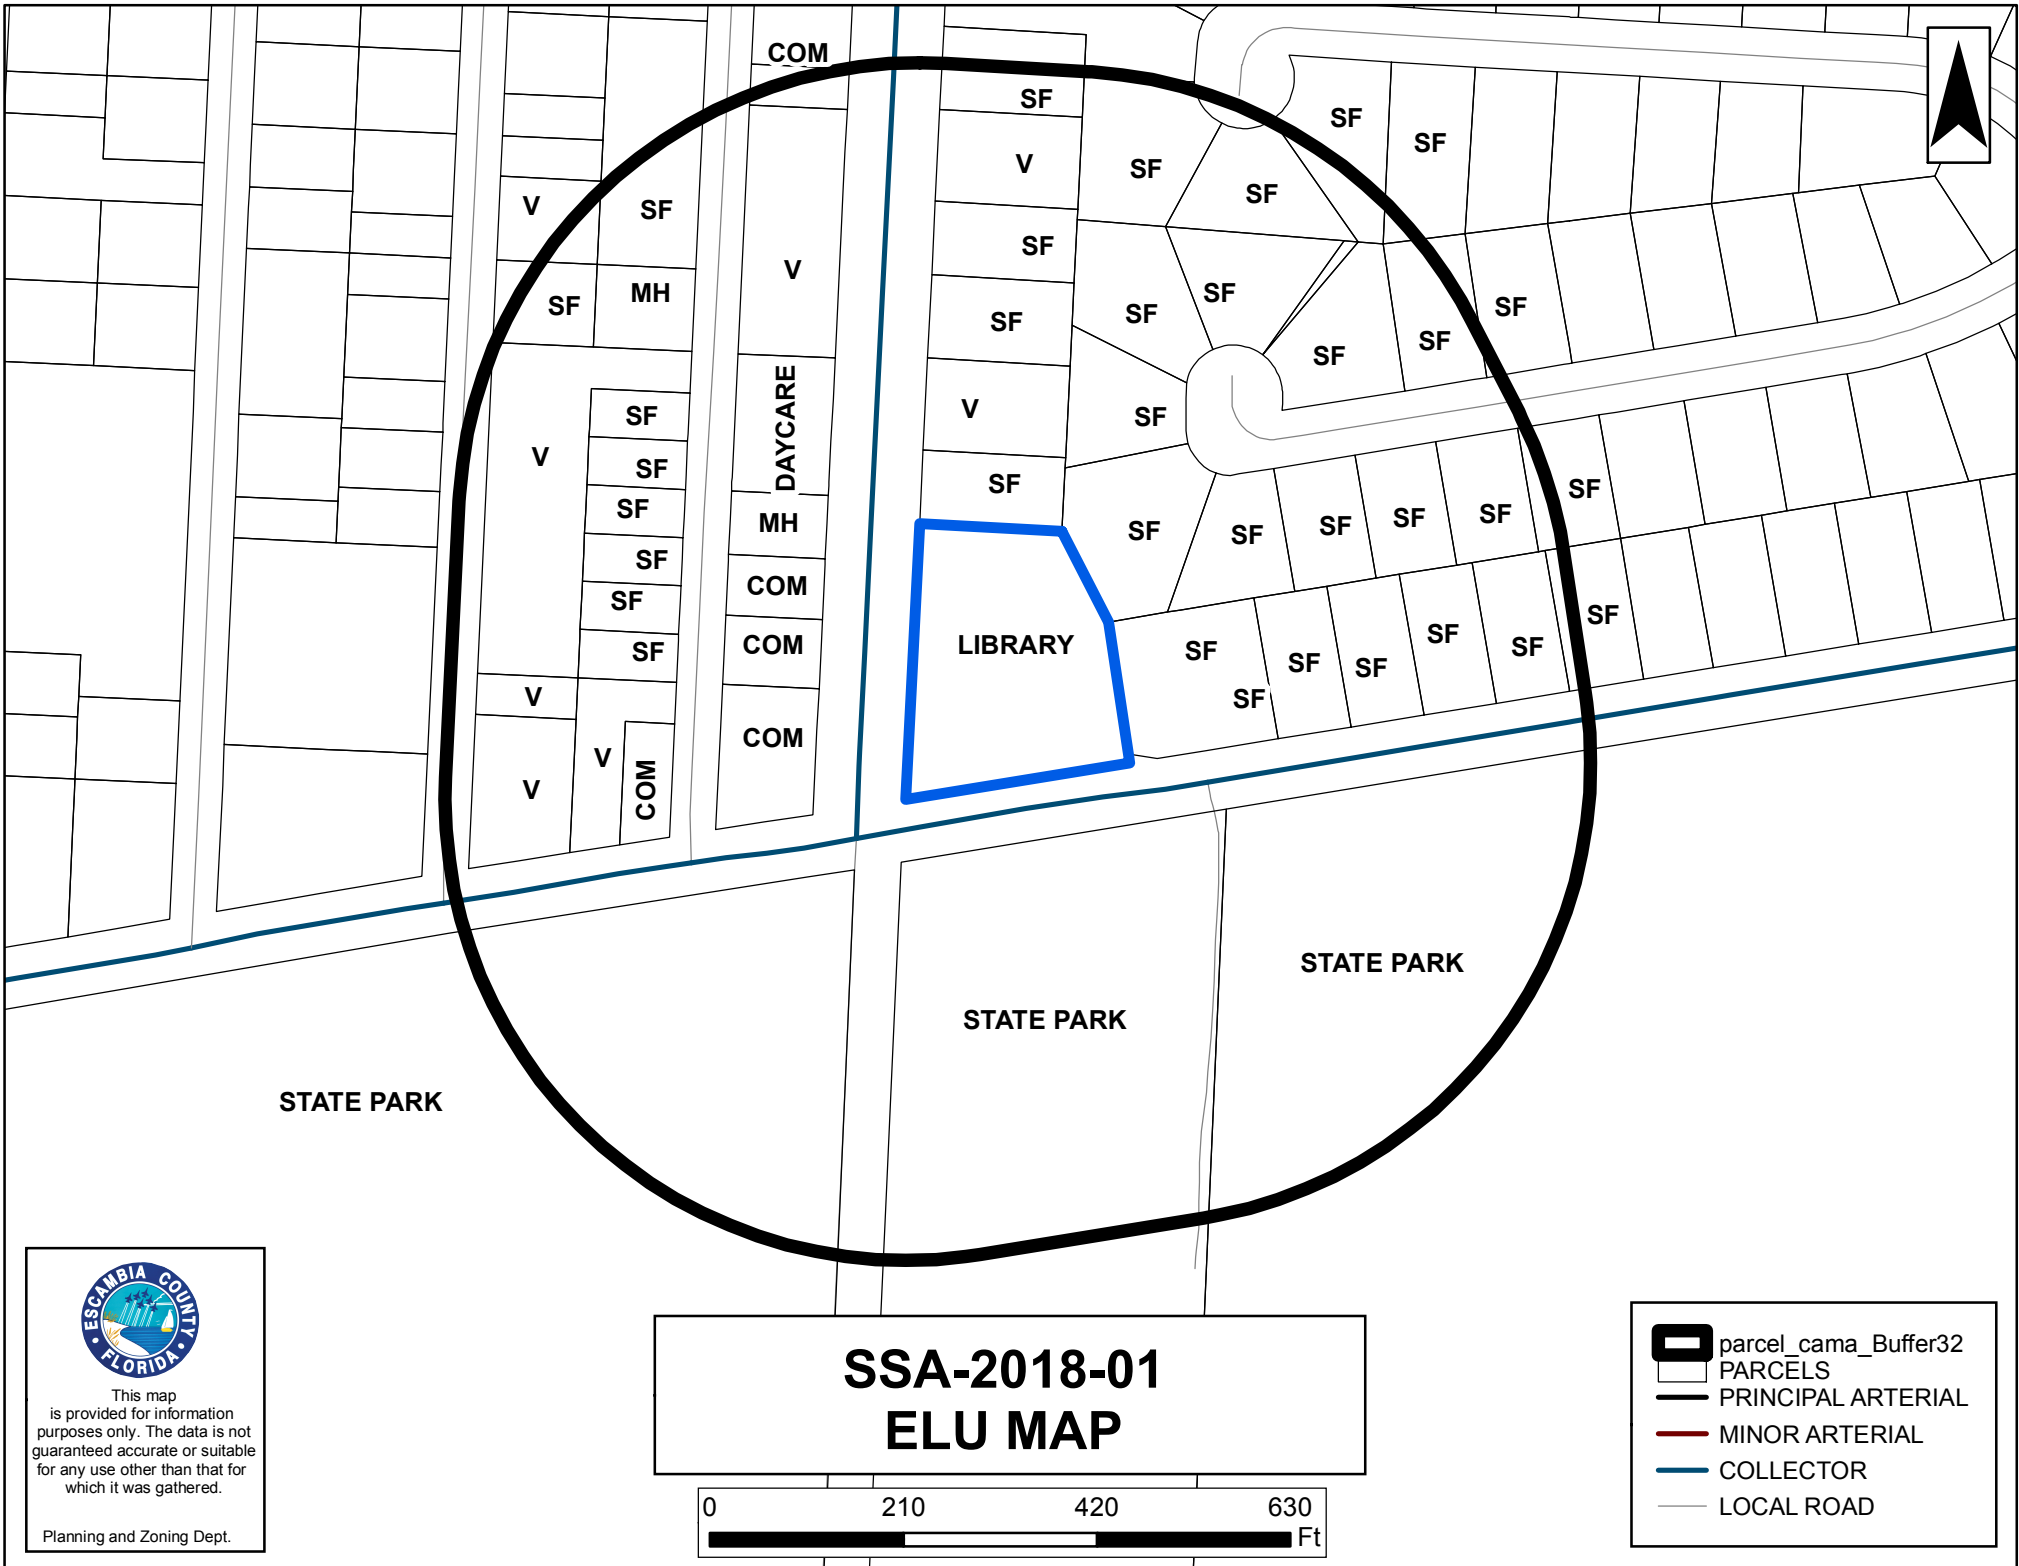 COM
SF
SF
SF
V
SF
SF
V
SF
SF
SF
V
MH
SF
SF
SF
SF
SF
SF
SF
SF
DAYCARE
V
SF
SF
V
SF
SF
SF
SF
MH
SF
SF
SF
SF
SF
SF
SF
COM
SF
SF
COM
LIBRARY
SF
SF
SF
SF
SF
SF
SF
V
SF
COM
V
COM
V
STATE PARK
STATE PARK
STATE PARK
ESCAMBIA COUNTY
FLORIDA
This map
is provided for information
purposes only. The data is not
guaranteed accurate or suitable
for any use other than that for
which it was gathered.
Planning and Zoning Dept.
SSA-2018-01
ELU MAP
0 210 420 630
Ft
parcel_cama_Buffer32
PARCELS
PRINCIPAL ARTERIAL
MINOR ARTERIAL
COLLECTOR
LOCAL ROAD